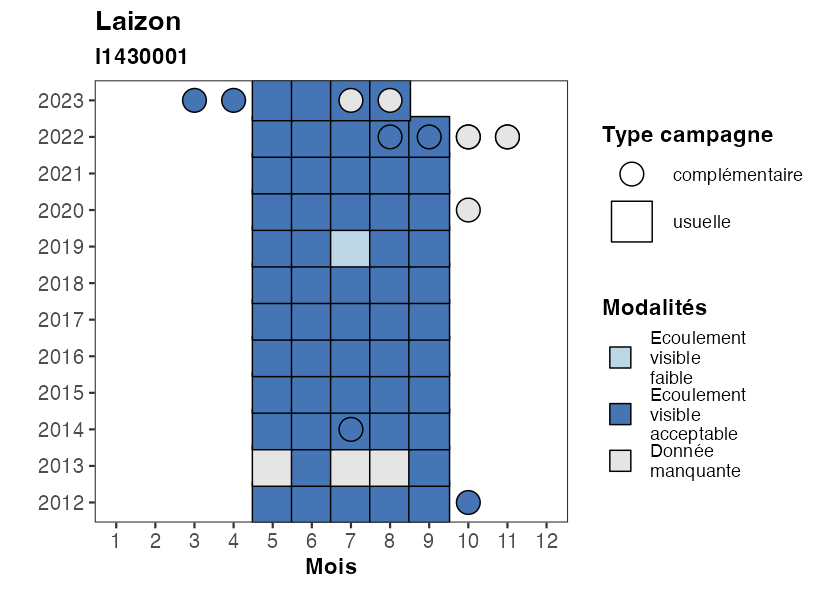 Laizon
I1430001
2023
2022
2021
2020
2019
2018
2017
2016
2015
2014
2013
2012
1 2 3 4 5 6 7 8 9 10 11 12
Mois
Type campagne
complémentaire
usuelle
Modalités
Ecoulement
visible
faible
Ecoulement
visible
acceptable
Donnée
manquante